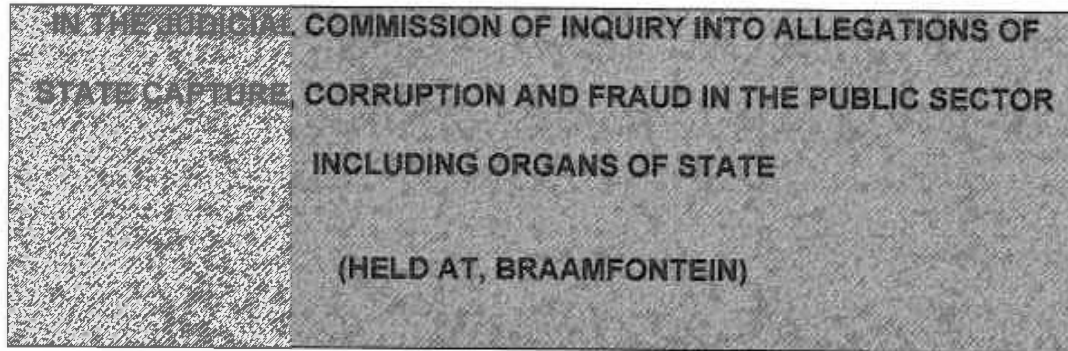 IN THE JUDICIAL COMMISSION OF INQUIRY INTO ALLEGATIONS OF
STATE CAPTURE, CORRUPTION AND FRAUD IN THE PUBLIC SECTOR
INCLUDING ORGANS OF STATE
(HELD AT, BRAAMFONTEIN)